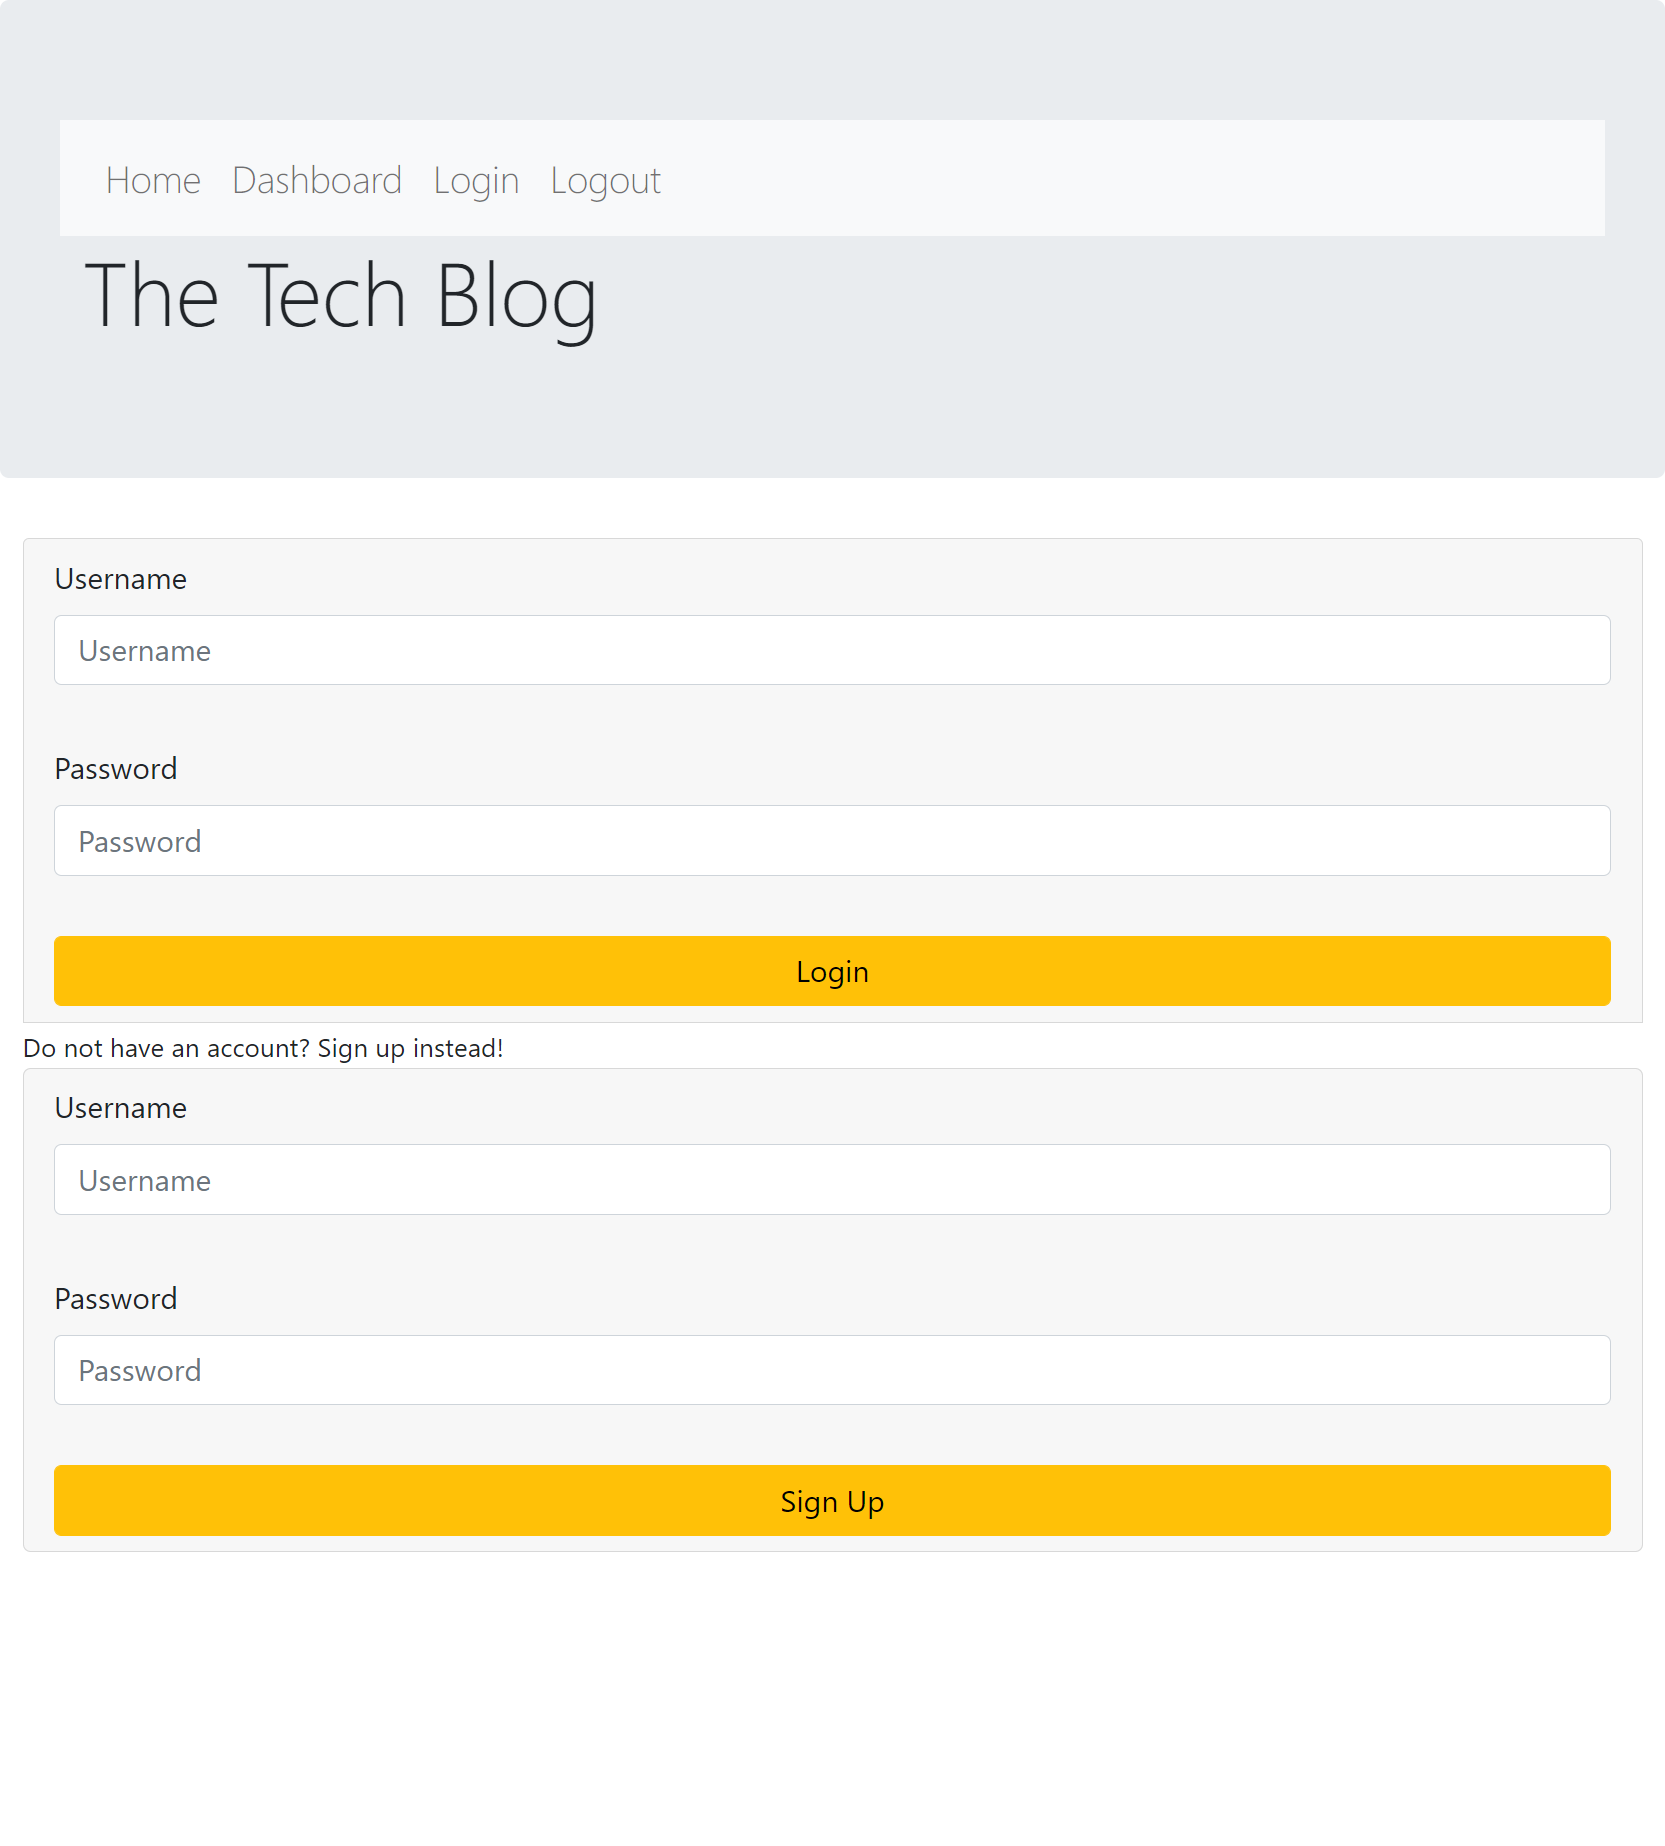 Home Dashboard Login Logout
The Tech Blog
Username
Username
Password
Password
Login
Do not have an account? Sign up instead!
Username
Username
Password
Password
Sign Up